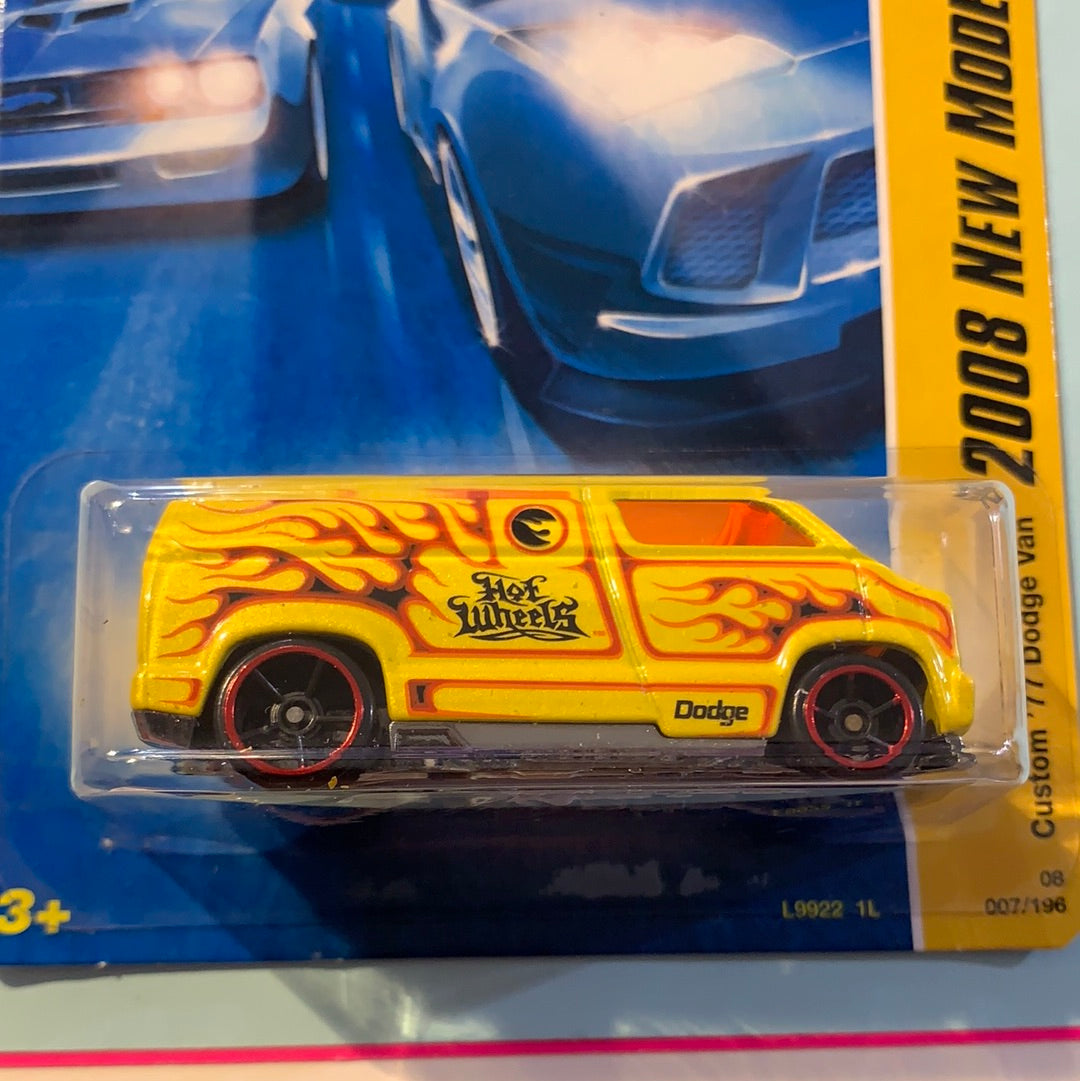 2008 NEW MODE
Custom '77 Dodge Van
Hot
Wheels
Dodge
3+
L9922 1L
08
007/196